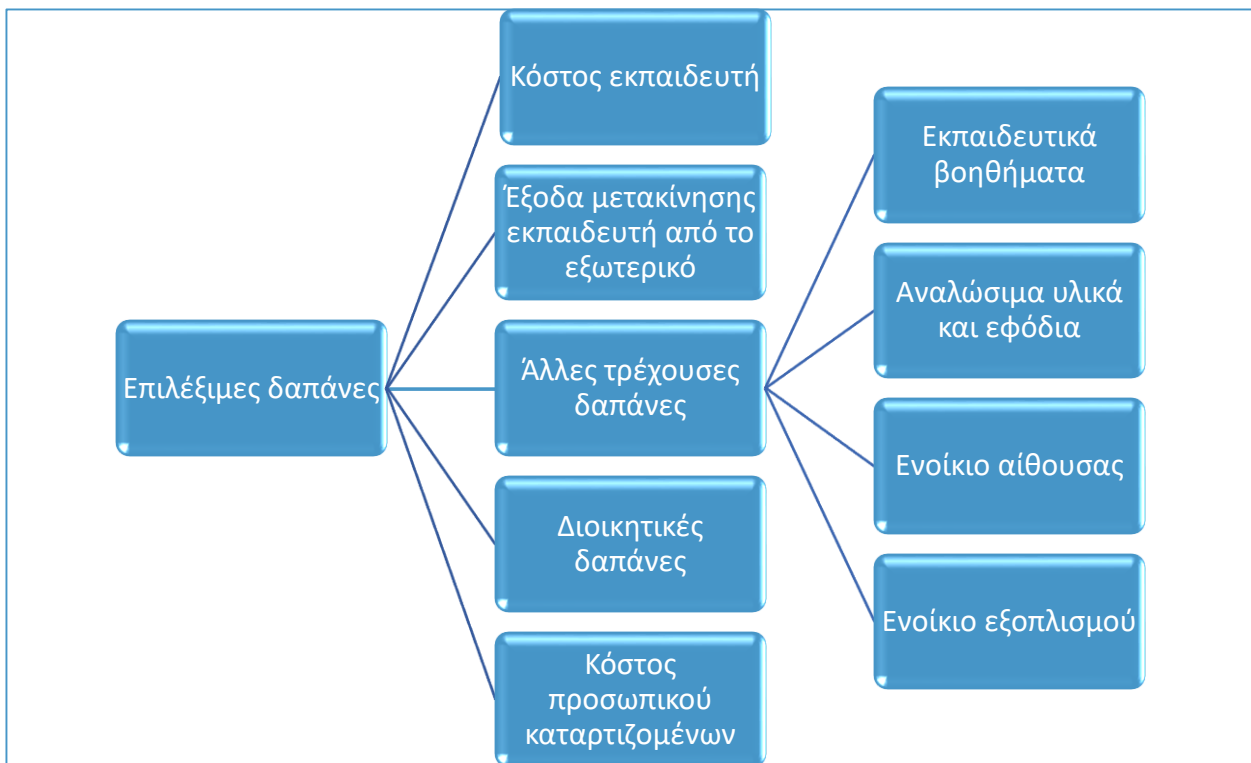 Επιλέξιμες δαπάνες
Κόστος εκπαιδευτή
Έξοδα μετακίνησης
εκπαιδευτή από το
εξωτερικό
Άλλες τρέχουσες
δαπάνες
Διοικητικές
δαπάνες
Κόστος
προσωπικού
καταρτιζομένων
Εκπαιδευτικά
βοηθήματα
Αναλώσιμα υλικά
και εφόδια
Ενοίκιο αίθουσας
Ενοίκιο εξοπλισμού